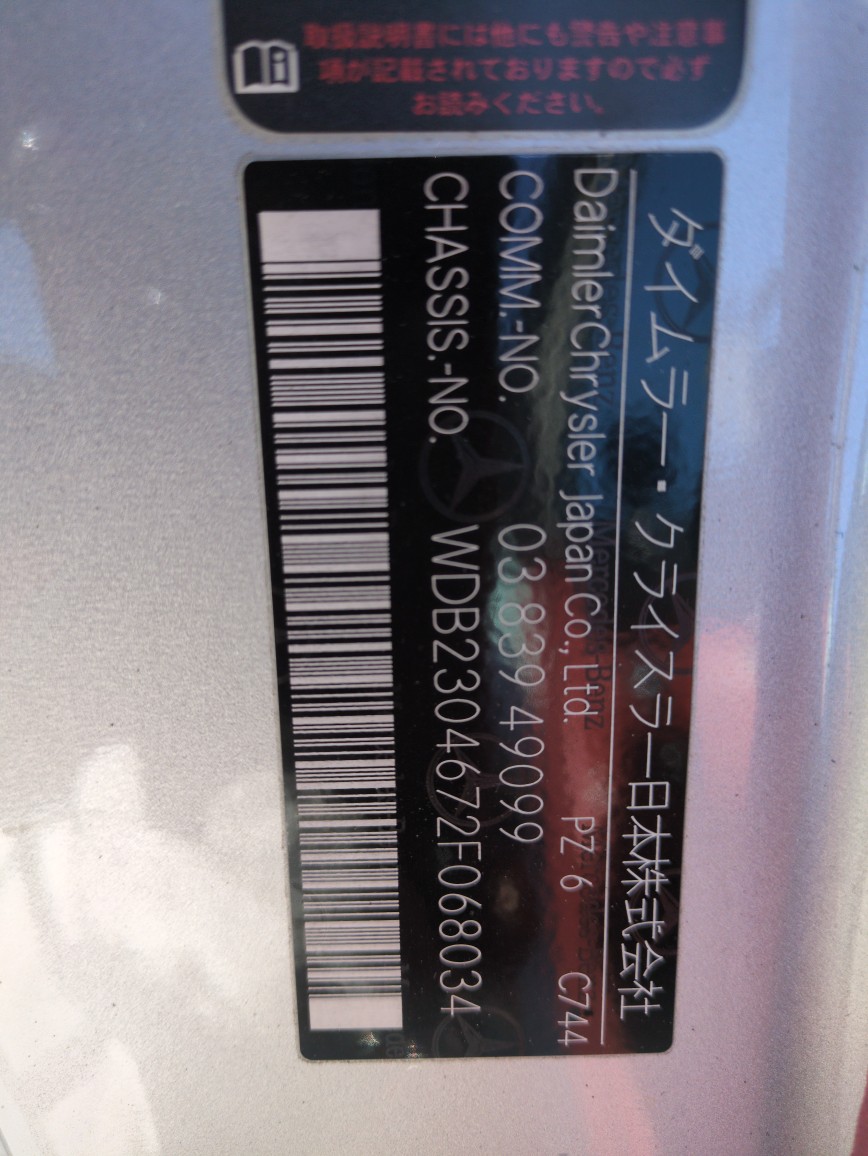 取扱説明書には他にも警告や注意事
項が記載されておりますので必ず
お読みください。
ダイムラー・クライスラー日本株式会社
DaimlerChrysler Japan Co., Ltd. PZ 6 C744
COMM.-NO. 03 839 49099
CHASSIS.-NO. WDB2304672F068034